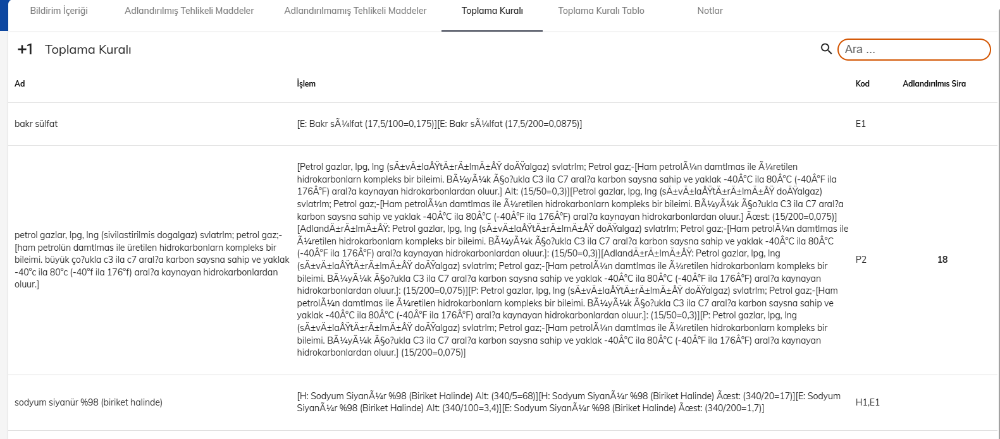 Bildirim İçeriği Adlandırılmış Tehlikeli Maddeler Adlandırılmamış Tehlikeli Maddeler Toplama Kuralı Toplama Kuralı Tablo Notlar
+1 Toplama Kuralı Ara ...
Ad İşlem Kod Adlandırılmıs Sira
bakr sülfat [E: Bakr sÃ¼lfat (17,5/100=0,175)][E: Bakr sÃ¼lfat (17,5/200=0,0875)] E1
petrol gazlar, lpg, lng (sivilastirilmis dogalgaz) svlatrlm; petrol gaz;-
[ham petrolün damtlmas ile üretilen hidrokarbonlarn kompleks bir
bileimi. büyük ço?ukla c3 ila c7 aral?a karbon saysna sahip ve yaklak
-40°c ila 80°c (-40°f ila 176°f) aral?a kaynayan hidrokarbonlardan
oluur.]
[Petrol gazlar, lpg, lng (sÄ±vÄ±laÅŸtÄ±rÄ±lmÄ±ÅŸ doÄŸalgaz) svlatrlm; Petrol gaz;-[Ham petrolÃ¼n damtlmas ile Ã¼retilen
hidrokarbonlarn kompleks bir bileimi. BÃ¼yÃ¼k Ã§o?ukla C3 ila C7 aral?a karbon saysna sahip ve yaklak -40Â°C ila 80Â°C (-40Â°F ila
176Â°F) aral?a kaynayan hidrokarbonlardan oluur.] Alt: (15/50=0,3)][Petrol gazlar, lpg, lng (sÄ±vÄ±laÅŸtÄ±rÄ±lmÄ±ÅŸ doÄŸalgaz)
svlatrlm; Petrol gaz;-[Ham petrolÃ¼n damtlmas ile Ã¼retilen hidrokarbonlarn kompleks bir bileimi. BÃ¼yÃ¼k Ã§o?ukla C3 ila C7 aral?a
karbon saysna sahip ve yaklak -40Â°C ila 80Â°C (-40Â°F ila 176Â°F) aral?a kaynayan hidrokarbonlardan oluur.] Ãœst: (15/200=0,075)]
[AdlandÄ±rÄ±lmÄ±ÅŸ: Petrol gazlar, lpg, lng (sÄ±vÄ±laÅŸtÄ±rÄ±lmÄ±ÅŸ doÄŸalgaz) svlatrlm; Petrol gaz;-[Ham petrolÃ¼n damtlmas ile
Ã¼retilen hidrokarbonlarn kompleks bir bileimi. BÃ¼yÃ¼k Ã§o?ukla C3 ila C7 aral?a karbon saysna sahip ve yaklak -40Â°C ila 80Â°C
(-40Â°F ila 176Â°F) aral?a kaynayan hidrokarbonlardan oluur.]: (15/50=0,3)][AdlandÄ±rÄ±lmÄ±ÅŸ: Petrol gazlar, lpg, lng
(sÄ±vÄ±laÅŸtÄ±rÄ±lmÄ±ÅŸ doÄŸalgaz) svlatrlm; Petrol gaz;-[Ham petrolÃ¼n damtlmas ile Ã¼retilen hidrokarbonlarn kompleks bir
bileimi. BÃ¼yÃ¼k Ã§o?ukla C3 ila C7 aral?a karbon saysna sahip ve yaklak -40Â°C ila 80Â°C (-40Â°F ila 176Â°F) aral?a kaynayan
hidrokarbonlardan oluur.]: (15/200=0,075)][P: Petrol gazlar, lpg, lng (sÄ±vÄ±laÅŸtÄ±rÄ±lmÄ±ÅŸ doÄŸalgaz) svlatrlm; Petrol gaz;-[Ham
petrolÃ¼n damtlmas ile Ã¼retilen hidrokarbonlarn kompleks bir bileimi. BÃ¼yÃ¼k Ã§o?ukla C3 ila C7 aral?a karbon saysna sahip ve
yaklak -40Â°C ila 80Â°C (-40Â°F ila 176Â°F) aral?a kaynayan hidrokarbonlardan oluur.]: (15/50=0,3)][P: Petrol gazlar, lpg, lng
(sÄ±vÄ±laÅŸtÄ±rÄ±lmÄ±ÅŸ doÄŸalgaz) svlatrlm; Petrol gaz;-[Ham petrolÃ¼n damtlmas ile Ã¼retilen hidrokarbonlarn kompleks bir
bileimi. BÃ¼yÃ¼k Ã§o?ukla C3 ila C7 aral?a karbon saysna sahip ve yaklak -40Â°C ila 80Â°C (-40Â°F ila 176Â°F) aral?a kaynayan
hidrokarbonlardan oluur.] (15/200=0,075)]
P2 18
sodyum siyanür %98 (biriket halinde)
[H: Sodyum SiyanÃ¼r %98 (Biriket Halinde) Alt: (340/5=68)][H: Sodyum SiyanÃ¼r %98 (Biriket Halinde) Ãœst: (340/20=17)][E: Sodyum
SiyanÃ¼r %98 (Biriket Halinde) Alt: (340/100=3,4)][E: Sodyum SiyanÃ¼r %98 (Biriket Halinde) Ãœst: (340/200=1,7)]
H1,E1